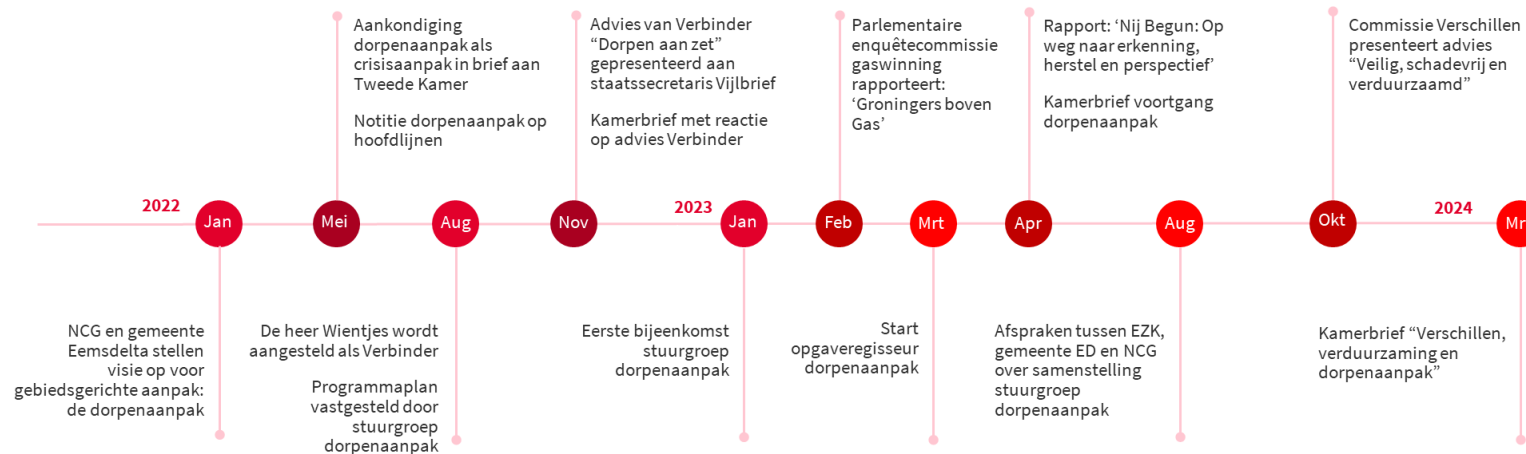 Aankondiging
dorpenaanpak als
crisisaanpak in brief aan
Tweede Kamer
Notitie dorpenaanpak op
hoofdlijnen
Advies van Verbinder
“Dorpen aan zet”
gepresenteerd aan
staatssecretaris Vijlbrief
Kamerbrief met reactie
op advies Verbinder
Parlementaire
enquêtecommissie
gaswinning
rapporteert:
‘Groningers boven
Gas’
Rapport: ‘Nij Begun: Op
weg naar erkenning,
herstel en perspectief’
Kamerbrief voortgang
dorpenaanpak
Commissie Verschillen
presenteert advies
“Veilig, schadevrij en
verduurzaamd”
2022
Jan
Mei
Aug
Nov
2023
Jan
Feb
Mrt
Apr
Aug
Okt
2024
Mr
NCG en gemeente
Eemsdelta stellen
visie op voor
gebiedsgerichte aanpak:
de dorpenaanpak
De heer Wientjes wordt
aangesteld als Verbinder
Programmaplan
vastgesteld door
stuurgroep
dorpenaanpak
Eerste bijeenkomst
stuurgroep
dorpenaanpak
Start
opgaveregisseur
dorpenaanpak
Afspraken tussen EZK,
gemeente ED en NCG
over samenstelling
stuurgroep
dorpenaanpak
Kamerbrief “Verschillen,
verduurzaming en
dorpenaanpak”